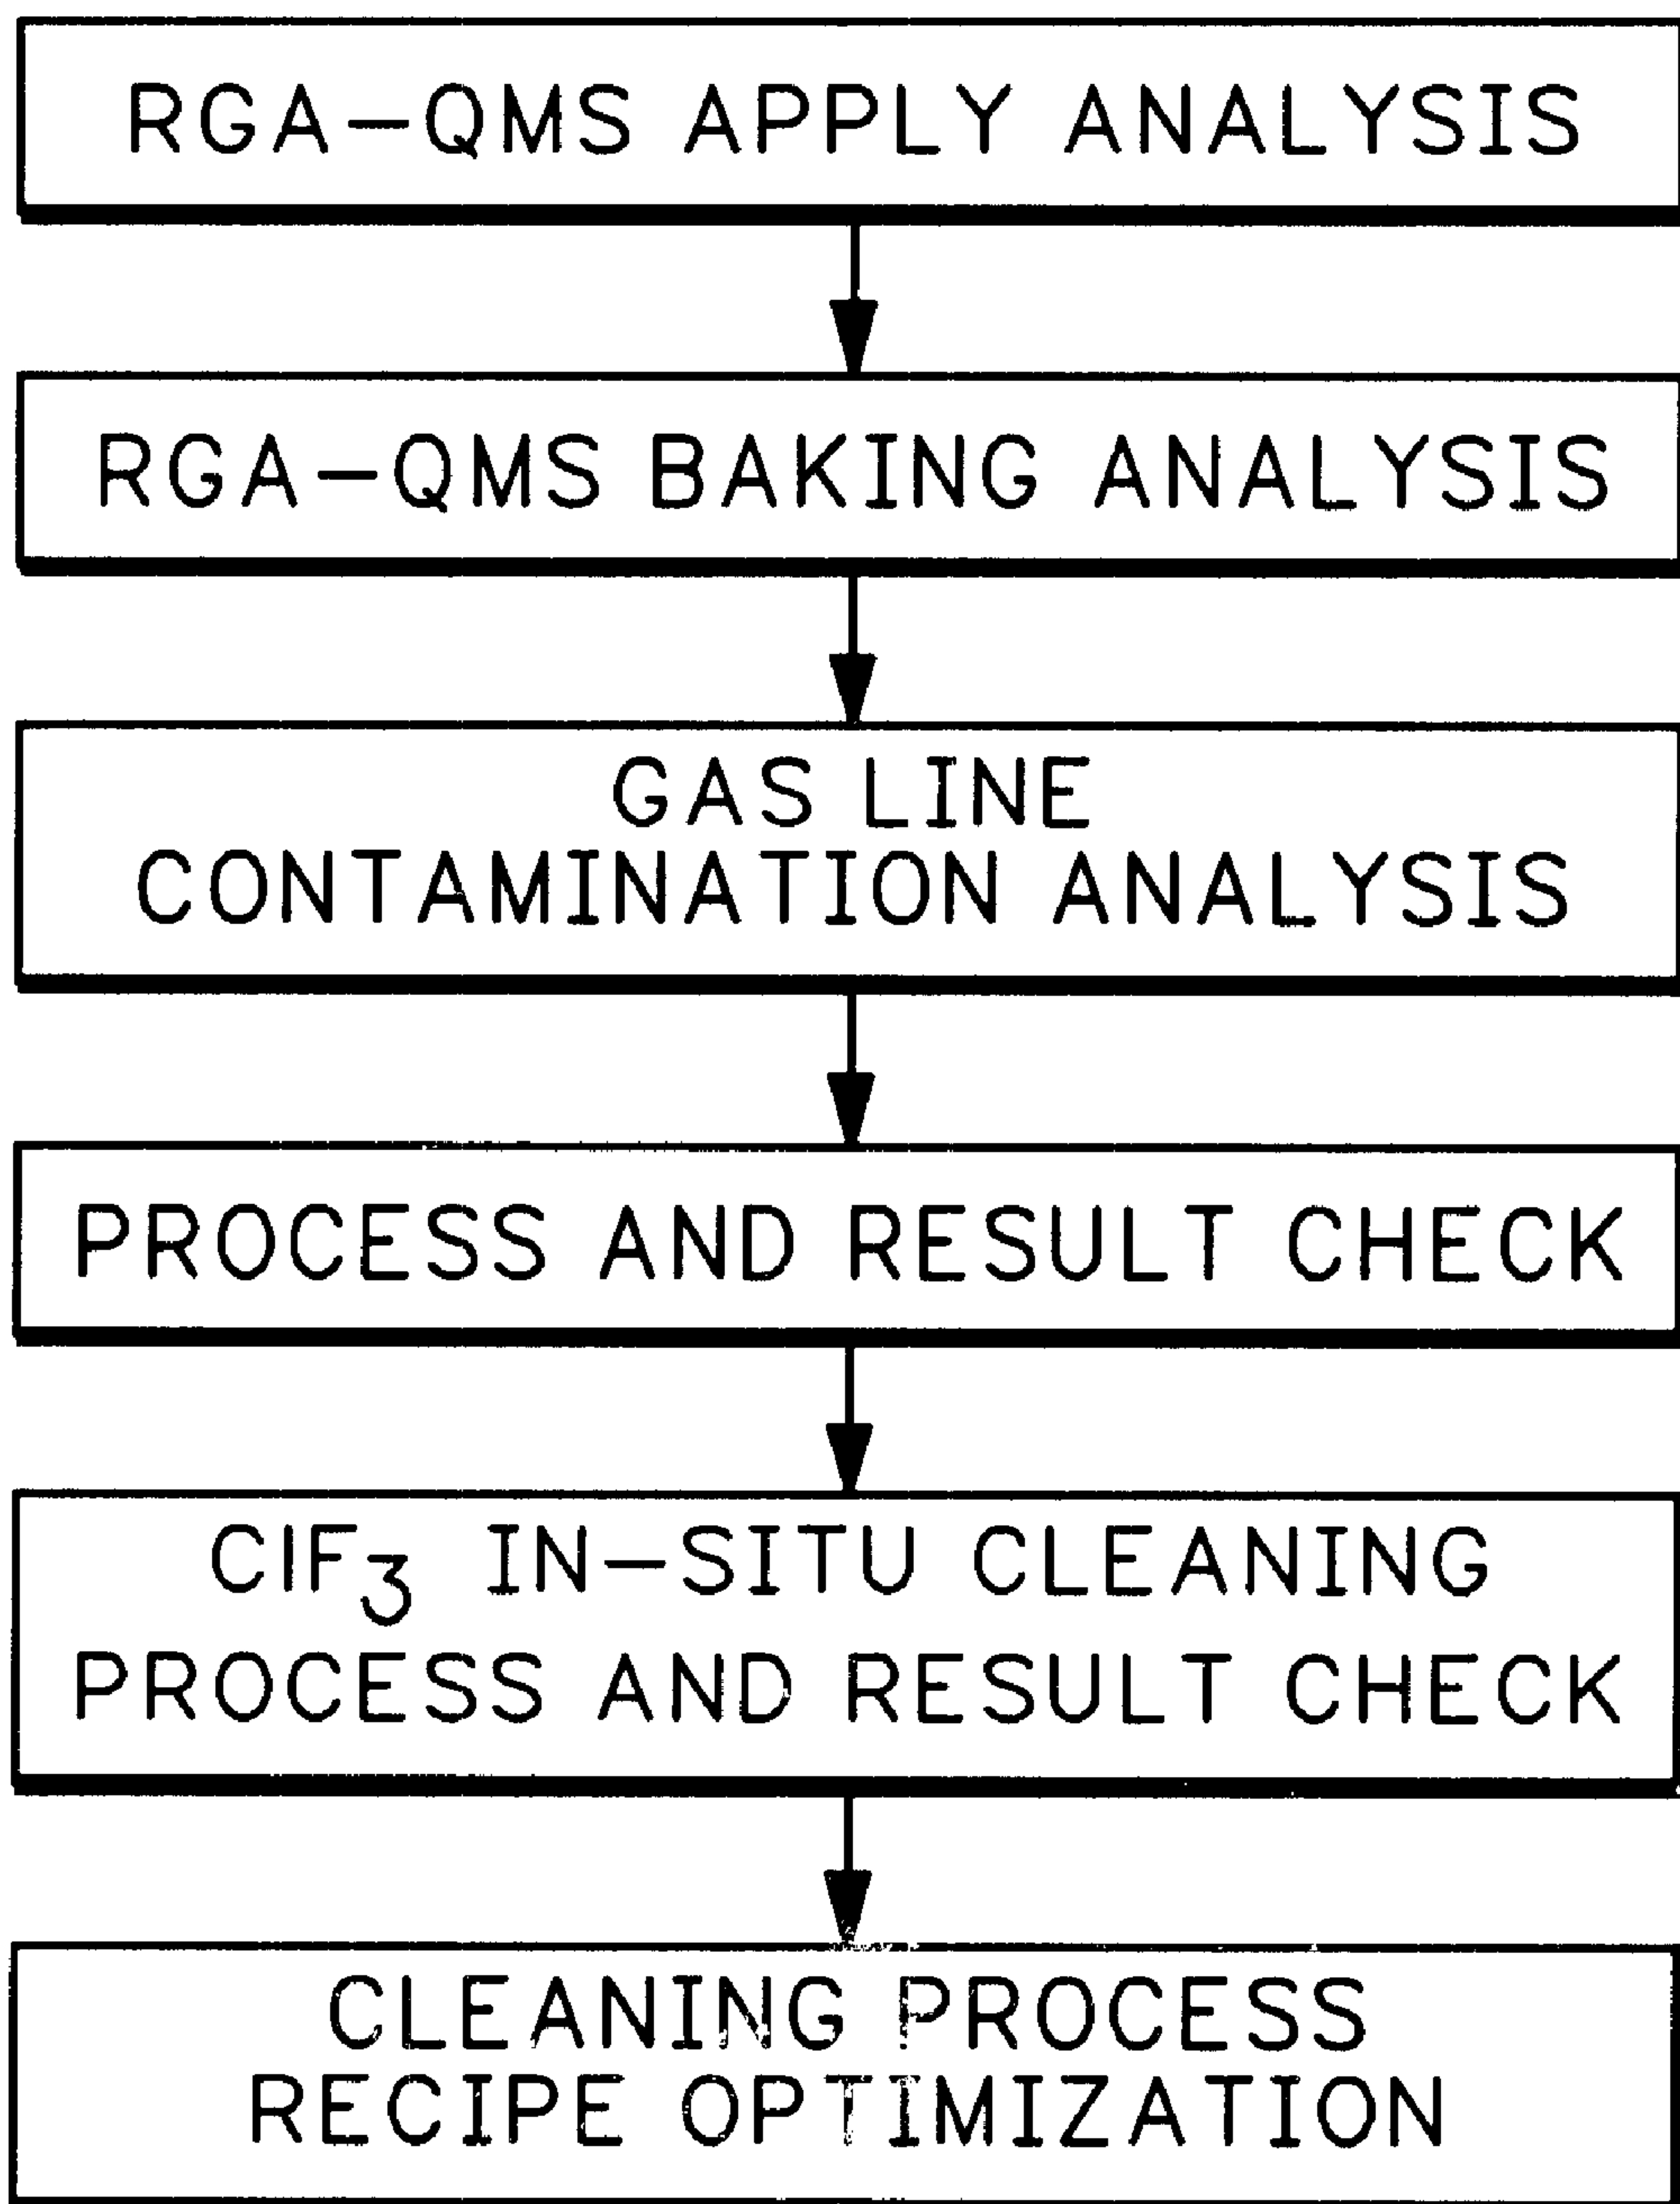 RGA-QMS APPLY ANALYSIS
RGA-QMS BAKING ANALYSIS
GAS LINE
CONTAMINATION ANALYSIS
PROCESS AND RESULT CHECK
ClF₃ IN-SITU CLEANING
PROCESS AND RESULT CHECK
CLEANING PROCESS
RECIPE OPTIMIZATION